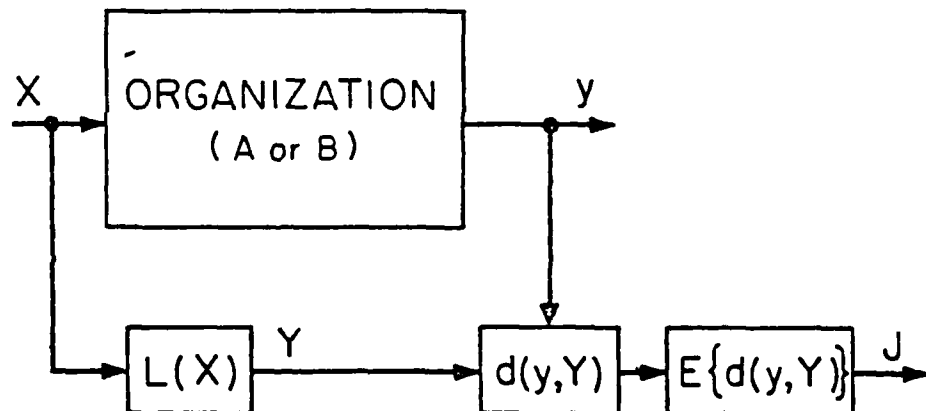 X
ORGANIZATION
(A or B)
y
L(X)
Y
d(y,Y)
E{d(y,Y)}
J